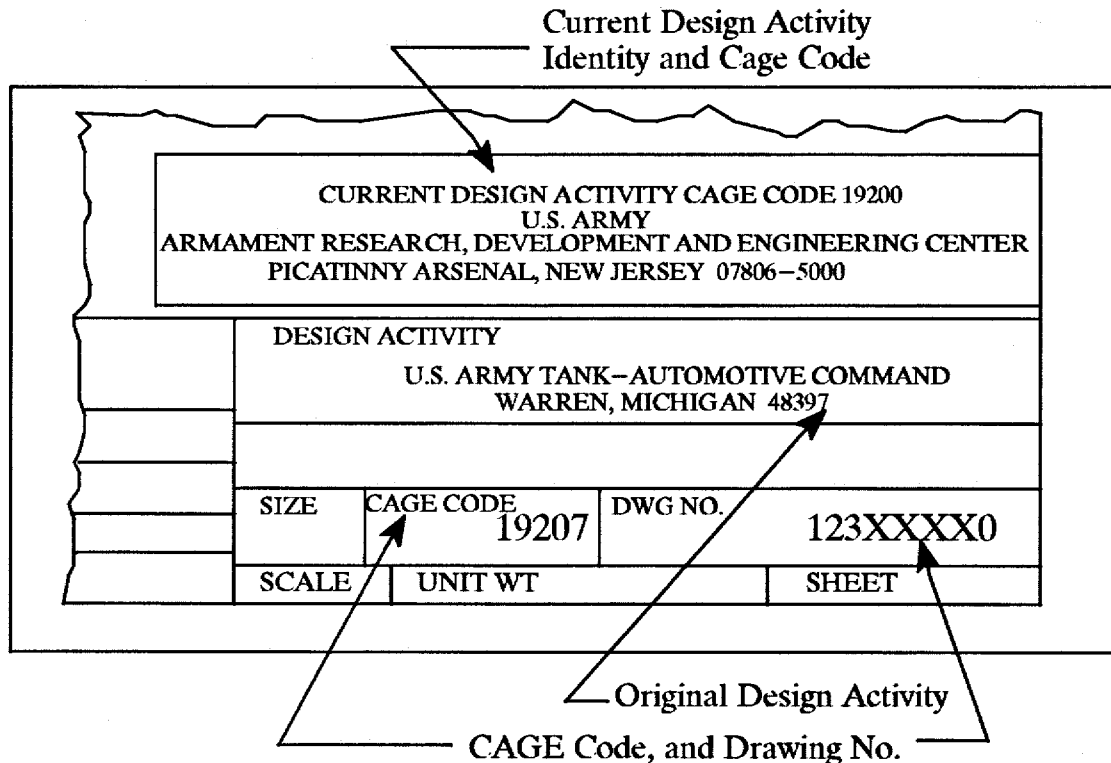 Current Design Activity
Identity and Cage Code
CURRENT DESIGN ACTIVITY CAGE CODE 19200
U.S. ARMY
ARMAMENT RESEARCH, DEVELOPMENT AND ENGINEERING CENTER
PICATINNY ARSENAL, NEW JERSEY 07806–5000
DESIGN ACTIVITY
U.S. ARMY TANK–AUTOMOTIVE COMMAND
WARREN, MICHIGAN 48397
SIZE CAGE CODE 19207 DWG NO. 123XXXX0
SCALE UNIT WT SHEET
Original Design Activity
CAGE Code, and Drawing No.